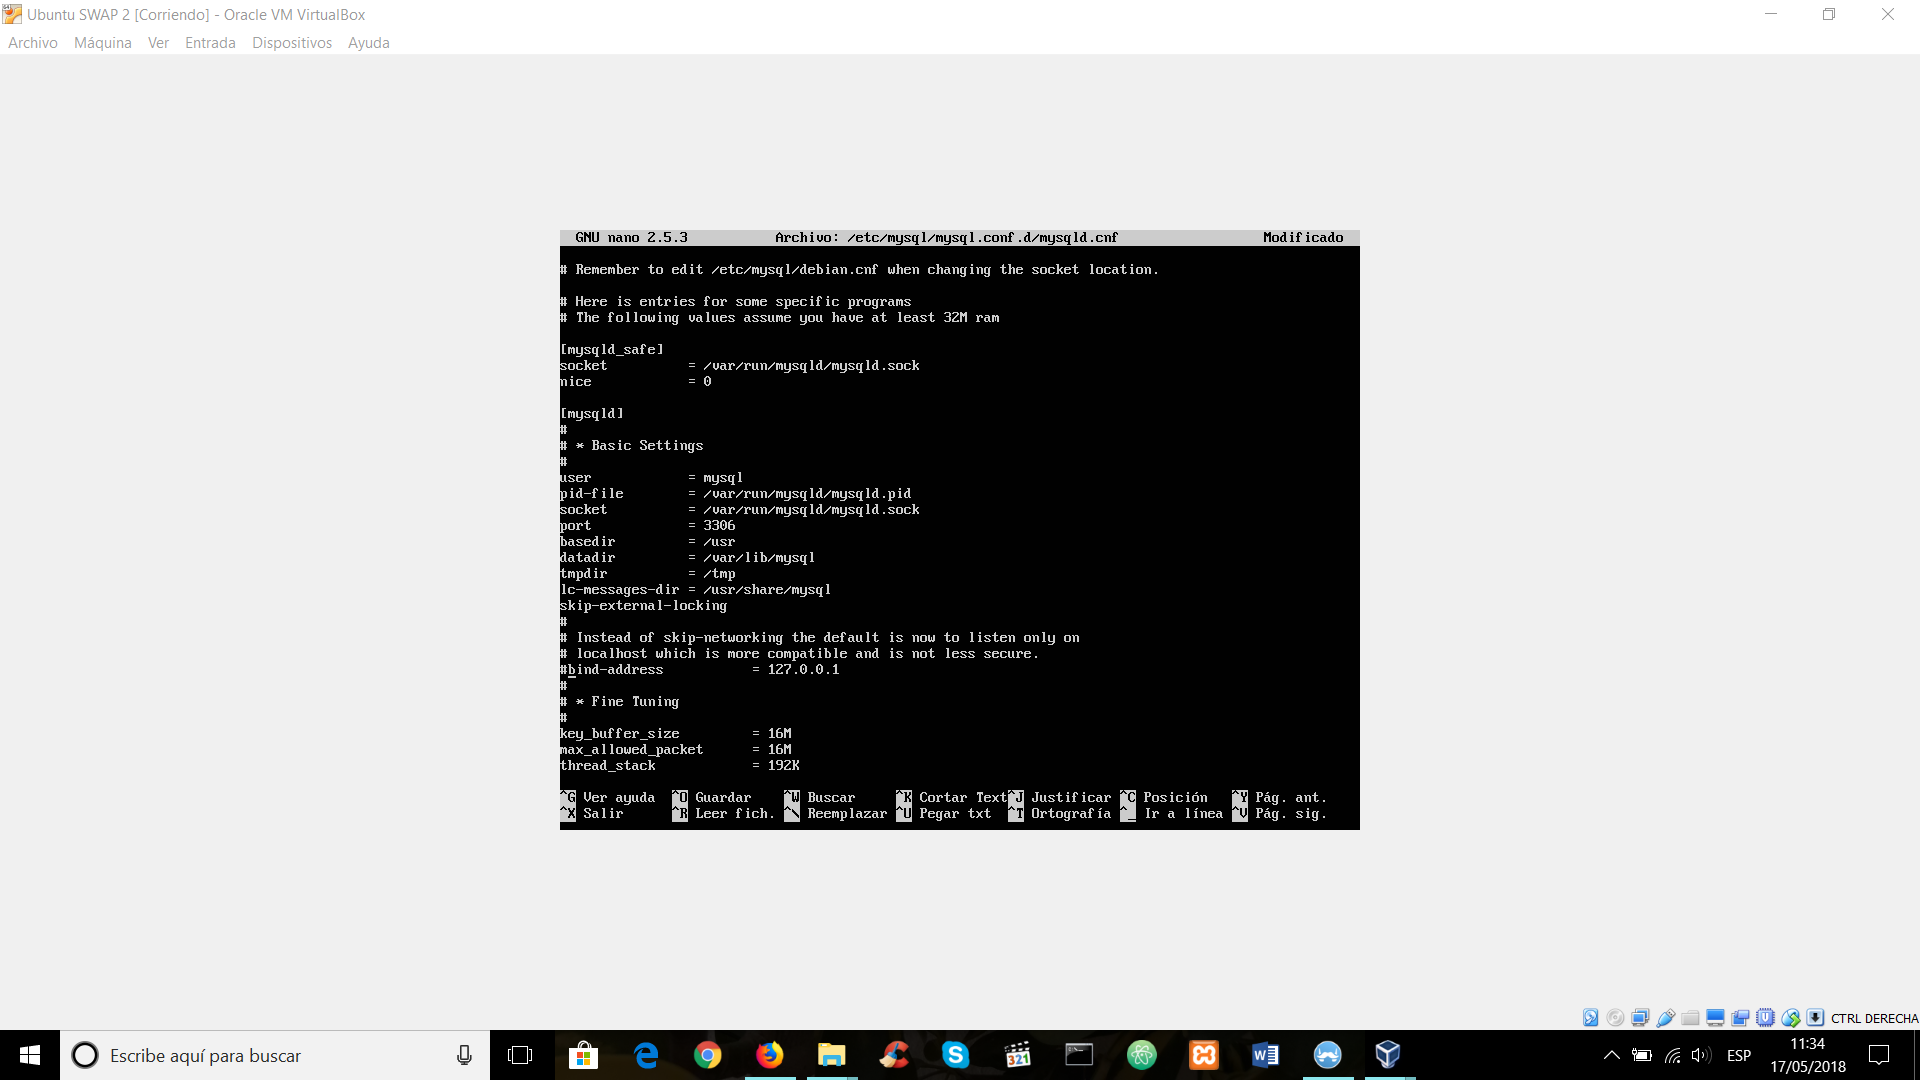 Ubuntu SWAP 2 [Corriendo] - Oracle VM VirtualBox
Archivo Máquina Ver Entrada Dispositivos Ayuda
GNU nano 2.5.3 Archivo: /etc/mysql/mysql.conf.d/mysqld.cnf Modificado
# Remember to edit /etc/mysql/debian.cnf when changing the socket location.
# Here is entries for some specific programs
# The following values assume you have at least 32M ram
[mysqld_safe]
socket = /var/run/mysqld/mysqld.sock
nice = 0
[mysqld]
#
# * Basic Settings
#
user = mysql
pid-file = /var/run/mysqld/mysqld.pid
socket = /var/run/mysqld/mysqld.sock
port = 3306
basedir = /usr
datadir = /var/lib/mysql
tmpdir = /tmp
lc-messages-dir = /usr/share/mysql
skip-external-locking
#
# Instead of skip-networking the default is now to listen only on
# localhost which is more compatible and is not less secure.
#bind-address = 127.0.0.1
#
# * Fine Tuning
#
key_buffer_size = 16M
max_allowed_packet = 16M
thread_stack = 192K
^G Ver ayuda ^O Guardar ^W Buscar ^K Cortar Text ^J Justificar ^C Posición ^Y Pág. ant.
^X Salir ^R Leer fich. ^\ Reemplazar ^U Pegar txt ^T Ortografía ^_ Ir a línea ^V Pág. sig.
CTRL DERECHA
Escribe aquí para buscar
321
ESP
11:34
17/05/2018